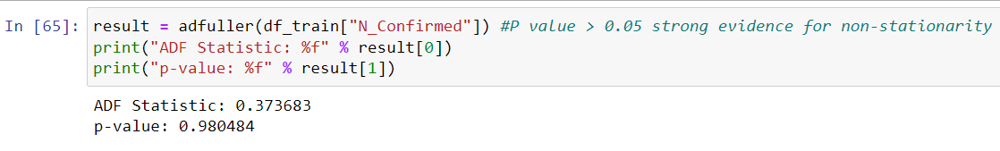 In [65]: result = adfuller(df_train["N_Confirmed"]) #P value > 0.05 strong evidence for non-stationarity
print("ADF Statistic: %f" % result[0])
print("p-value: %f" % result[1])
ADF Statistic: 0.373683
p-value: 0.980484